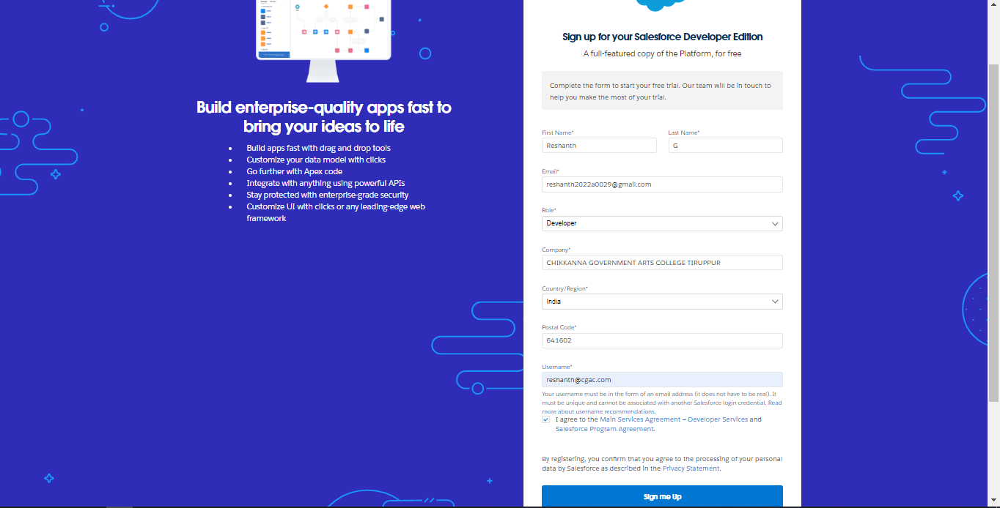 Build enterprise-quality apps fast to
bring your ideas to life
• Build apps fast with drag and drop tools
• Customize your data model with clicks
• Go further with Apex code
• Integrate with anything using powerful APIs
• Stay protected with enterprise-grade security
• Customize UI with clicks or any leading-edge web
framework
Sign up for your Salesforce Developer Edition
A full-featured copy of the Platform, for free
Complete the form to start your free trial. Our team will be in touch to
help you make the most of your trial.
First Name* Last Name*
Reshanth G
Email*
reshanth2022a0029@gmail.com
Role*
Developer
Company*
CHIKKANNA GOVERNMENT ARTS COLLEGE TIRUPPUR
Country/Region*
India
Postal Code*
641602
Username*
reshanth@cgac.com
Your username must be in the form of an email address (it does not have to be real). It
must be unique and cannot be associated with another Salesforce login credential. Read
more about username recommendations.
I agree to the Main Services Agreement – Developer Services and
Salesforce Program Agreement.
By registering, you confirm that you agree to the processing of your personal
data by Salesforce as described in the Privacy Statement.
Sign me Up